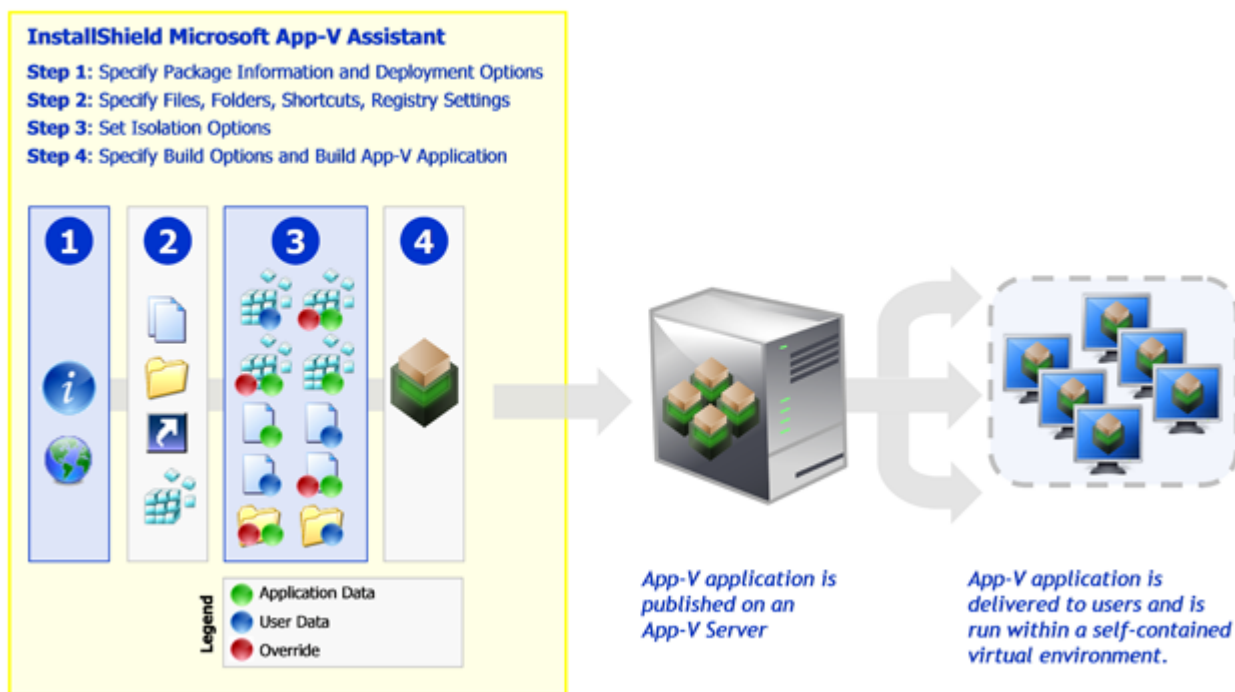 InstallShield Microsoft App-V Assistant
Step 1: Specify Package Information and Deployment Options
Step 2: Specify Files, Folders, Shortcuts, Registry Settings
Step 3: Set Isolation Options
Step 4: Specify Build Options and Build App-V Application
1
2
3
4
i
Legend
Application Data
User Data
Override
App-V application is
published on an
App-V Server
App-V application is
delivered to users and is
run within a self-contained
virtual environment.